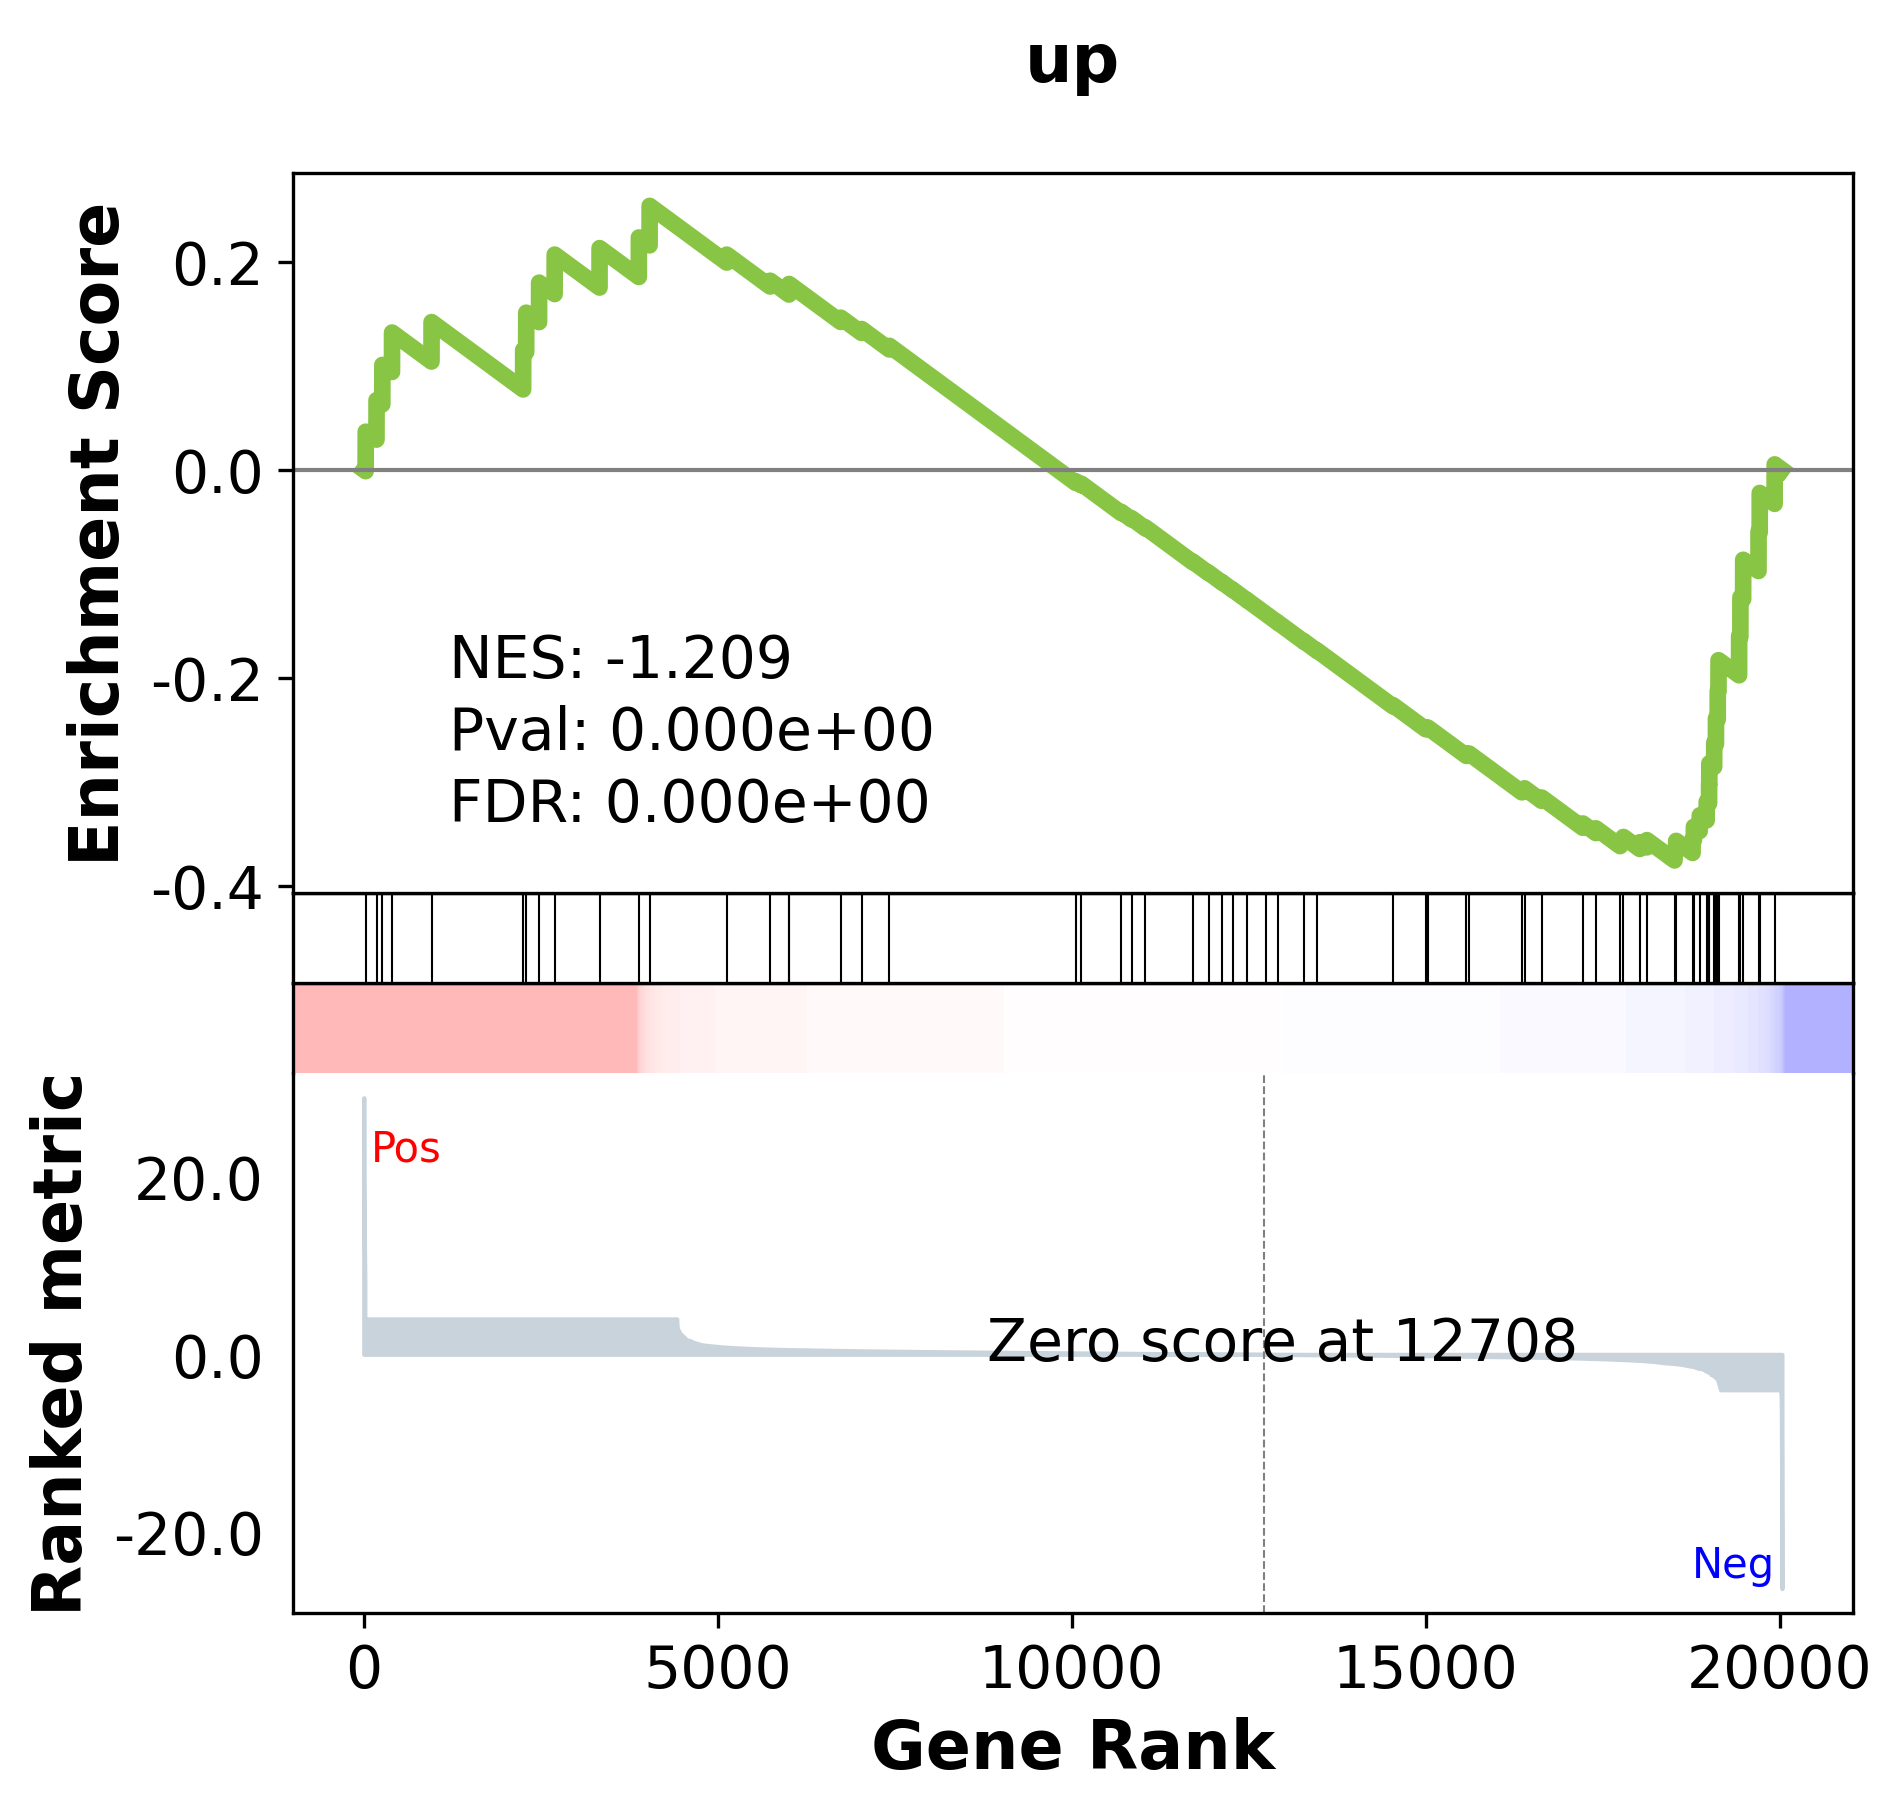 up
Enrichment Score
0.2
0.0
-0.2
-0.4
NES: -1.209
Pval: 0.000e+00
FDR: 0.000e+00
Ranked metric
20.0
0.0
-20.0
Pos
Zero score at 12708
Neg
0 5000 10000 15000 20000
Gene Rank